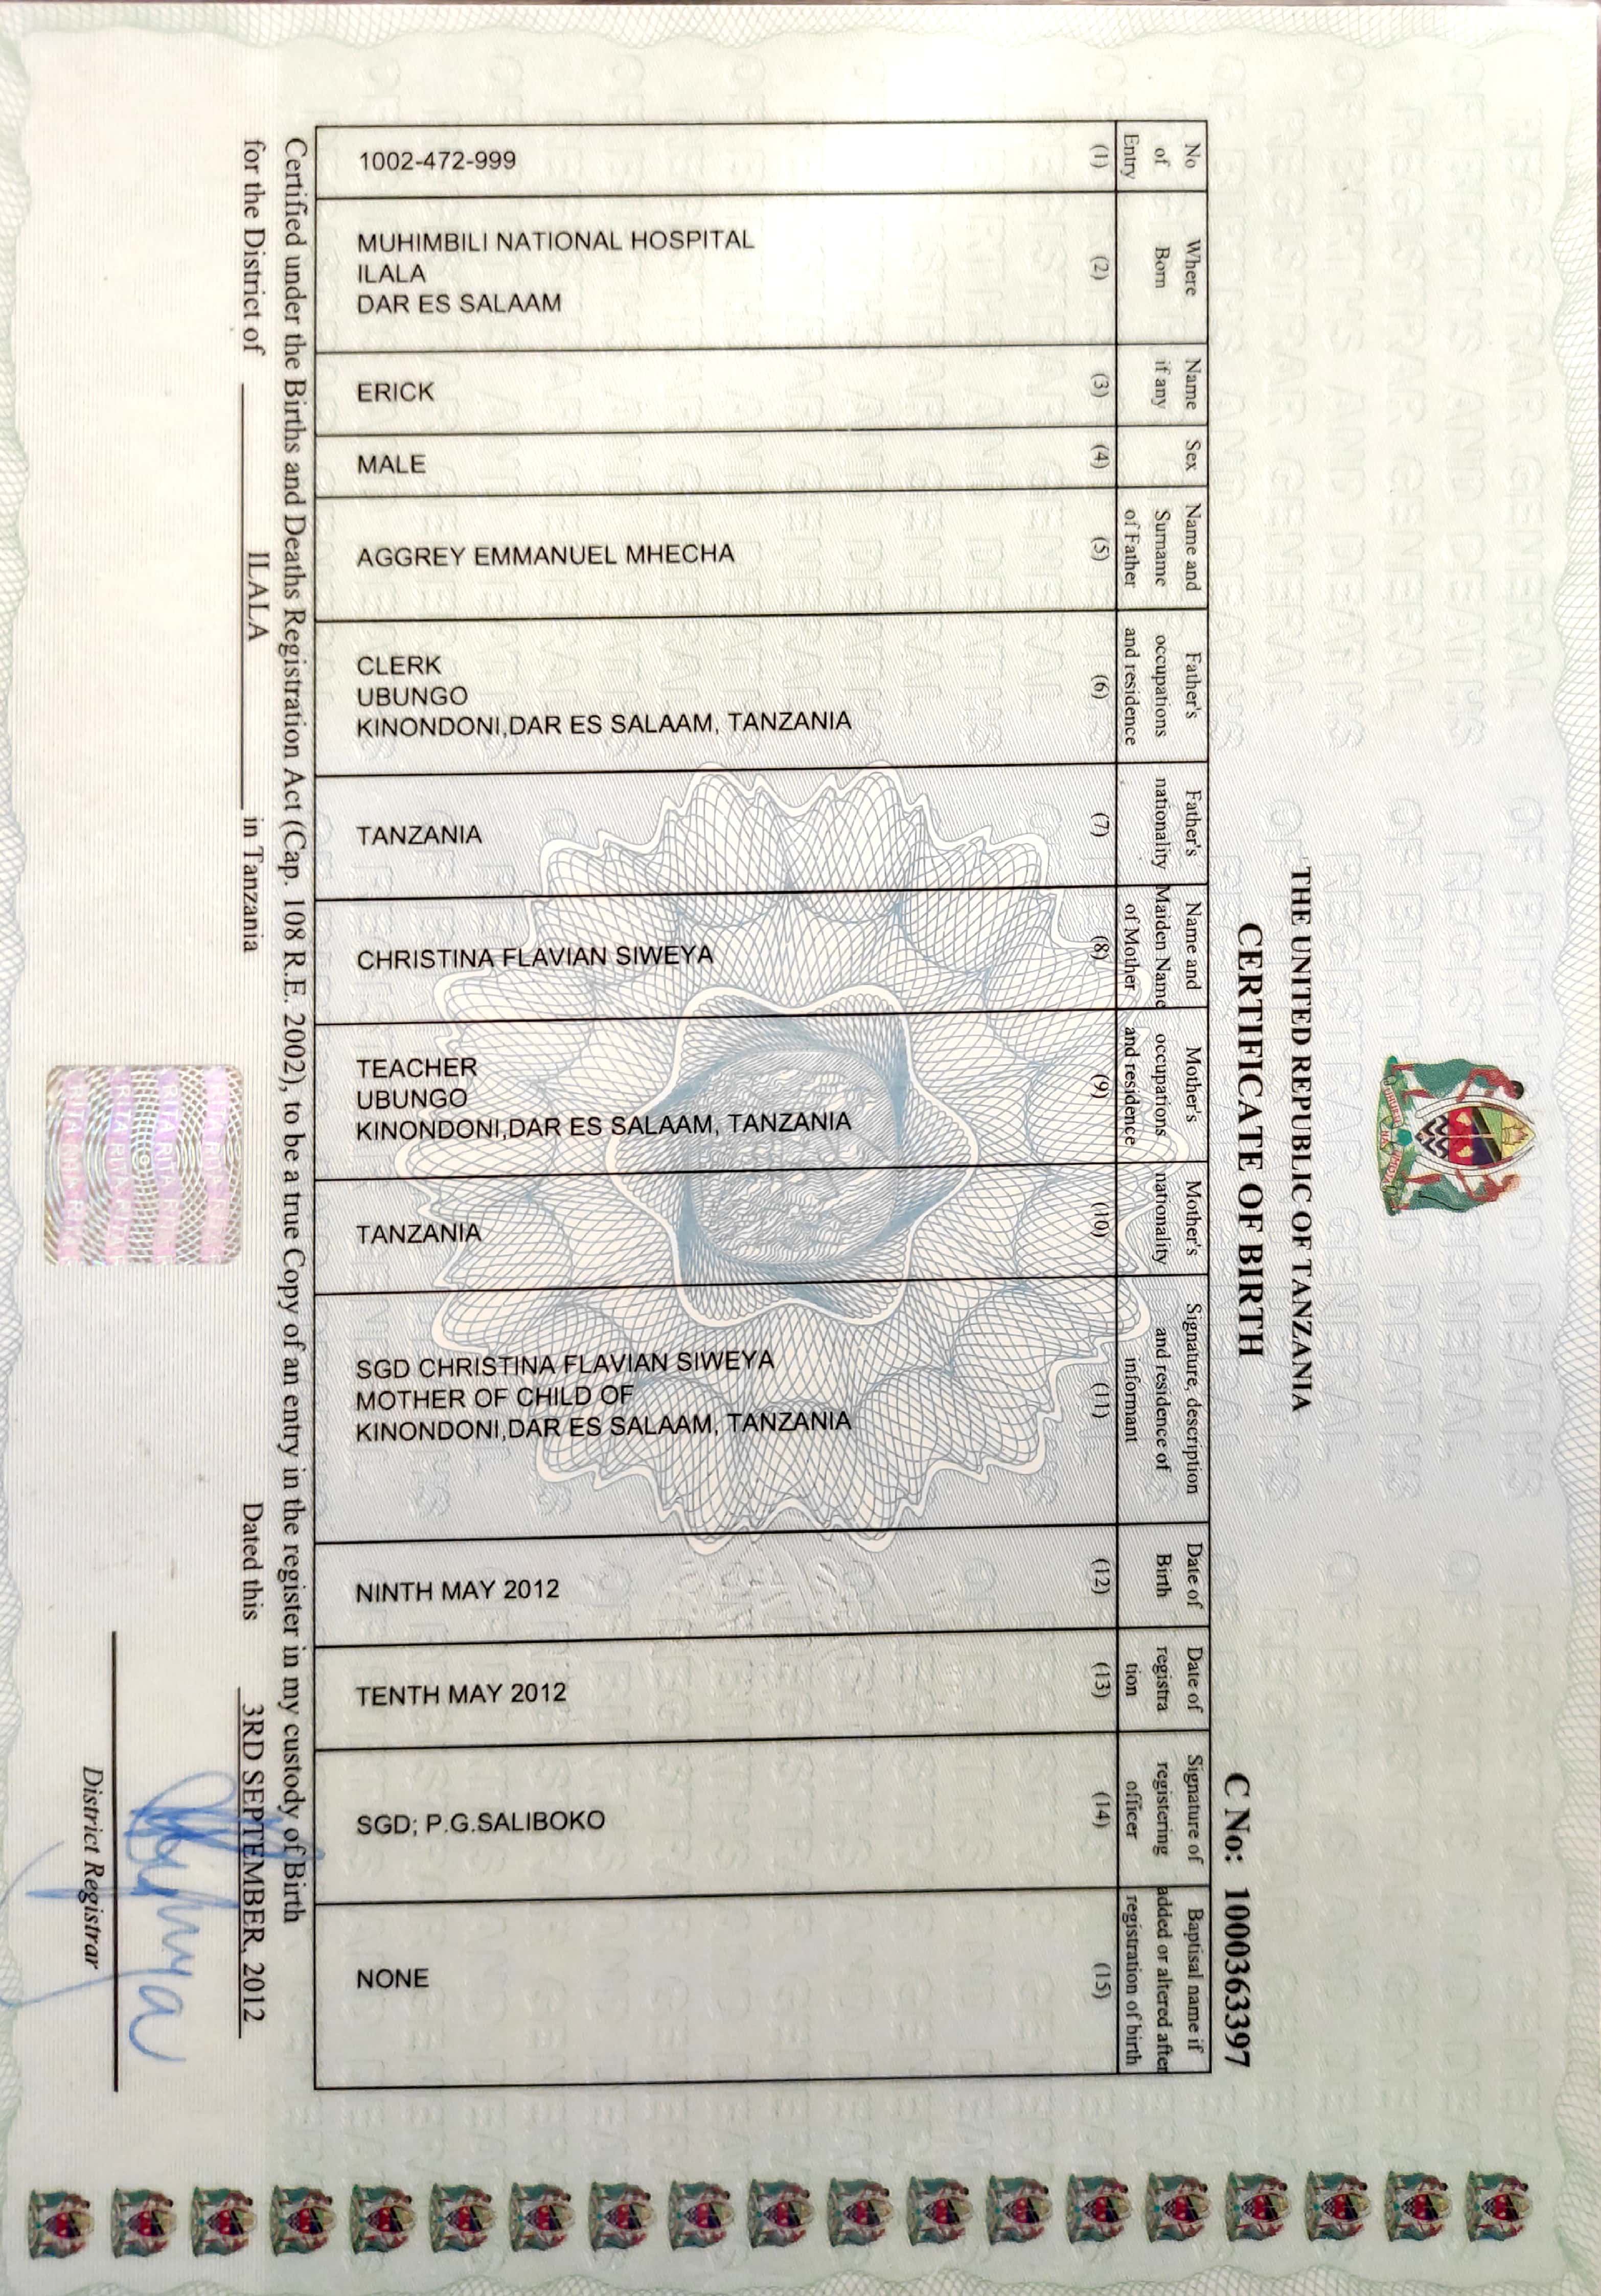 THE UNITED REPUBLIC OF TANZANIA
CERTIFICATE OF BIRTH
C No: 1000363397
No
of
Entry
(1)
Where
Born
(2)
Name
if any
(3)
Sex
(4)
Name and
Surname
of Father
(5)
Father's
occupations
and residence
(6)
Father's
nationality
(7)
Name and
Maiden Name
of Mother
(8)
Mother's
occupations
and residence
(9)
Mother's
nationality
(10)
Signature, description
and residence of
informant
(11)
Date of
Birth
(12)
Date of
registra
tion
(13)
Signature of
registering
officer
(14)
Baptisal name if
added or altered after
registration of birth
(15)
1002-472-999
MUHIMBILI NATIONAL HOSPITAL
ILALA
DAR ES SALAAM
ERICK
MALE
AGGREY EMMANUEL MHECHA
CLERK
UBUNGO
KINONDONI,DAR ES SALAAM, TANZANIA
TANZANIA
CHRISTINA FLAVIAN SIWEYA
TEACHER
UBUNGO
KINONDONI,DAR ES SALAAM, TANZANIA
TANZANIA
SGD CHRISTINA FLAVIAN SIWEYA
MOTHER OF CHILD OF
KINONDONI,DAR ES SALAAM, TANZANIA
NINTH MAY 2012
TENTH MAY 2012
SGD; P.G.SALIBOKO
NONE
Certified under the Births and Deaths Registration Act (Cap. 108 R.E. 2002), to be a true Copy of an entry in the register in my custody of Birth
for the District of ILALA in Tanzania Dated this 3RD SEPTEMBER, 2012
District Registrar